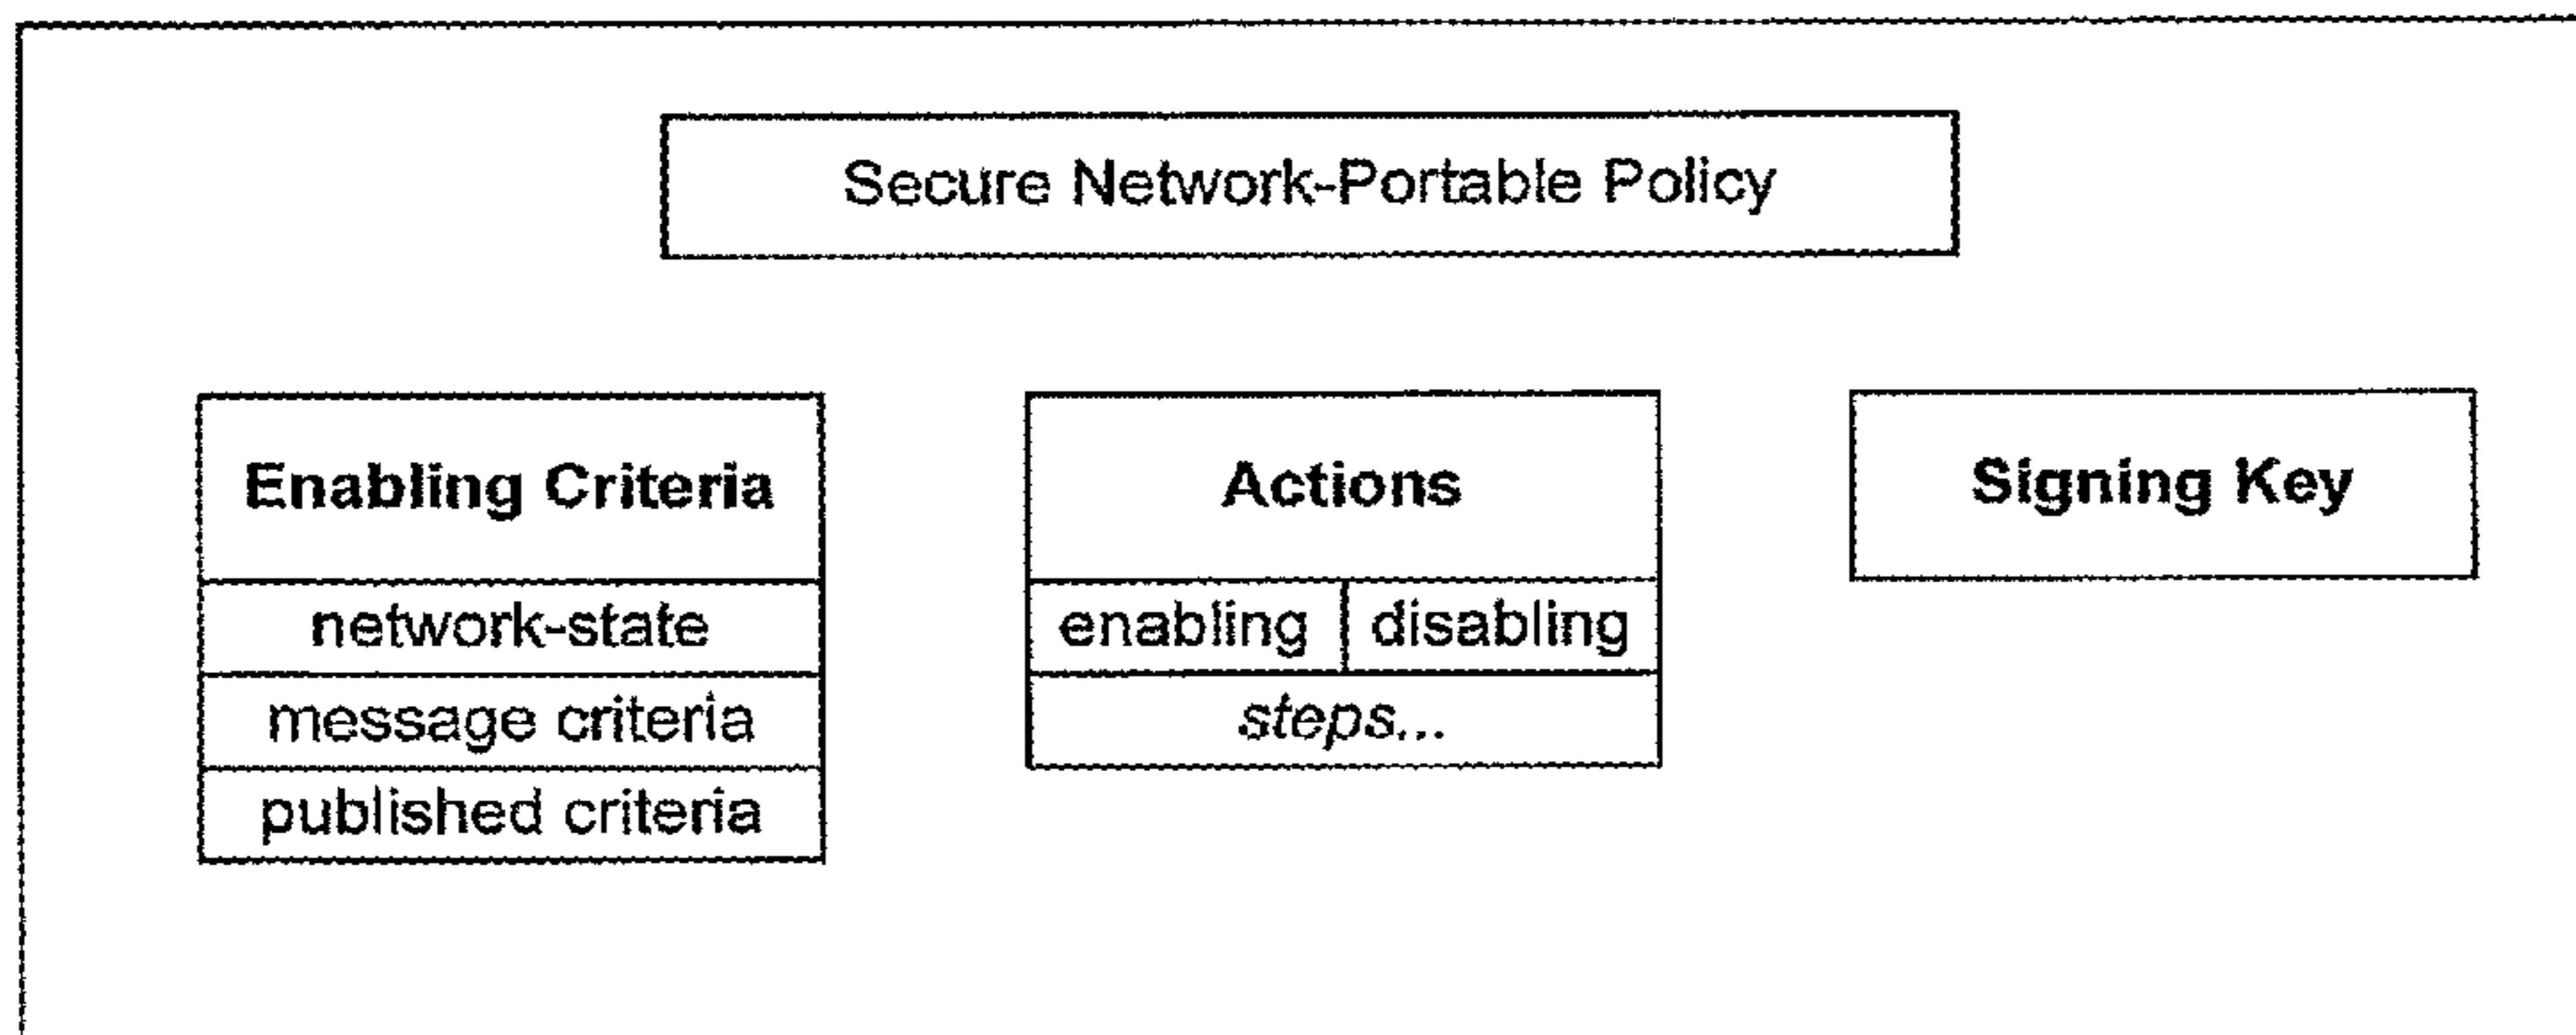 Secure Network-Portable Policy
Enabling Criteria
network-state
message criteria
published criteria
Actions
enabling disabling
steps...
Signing Key